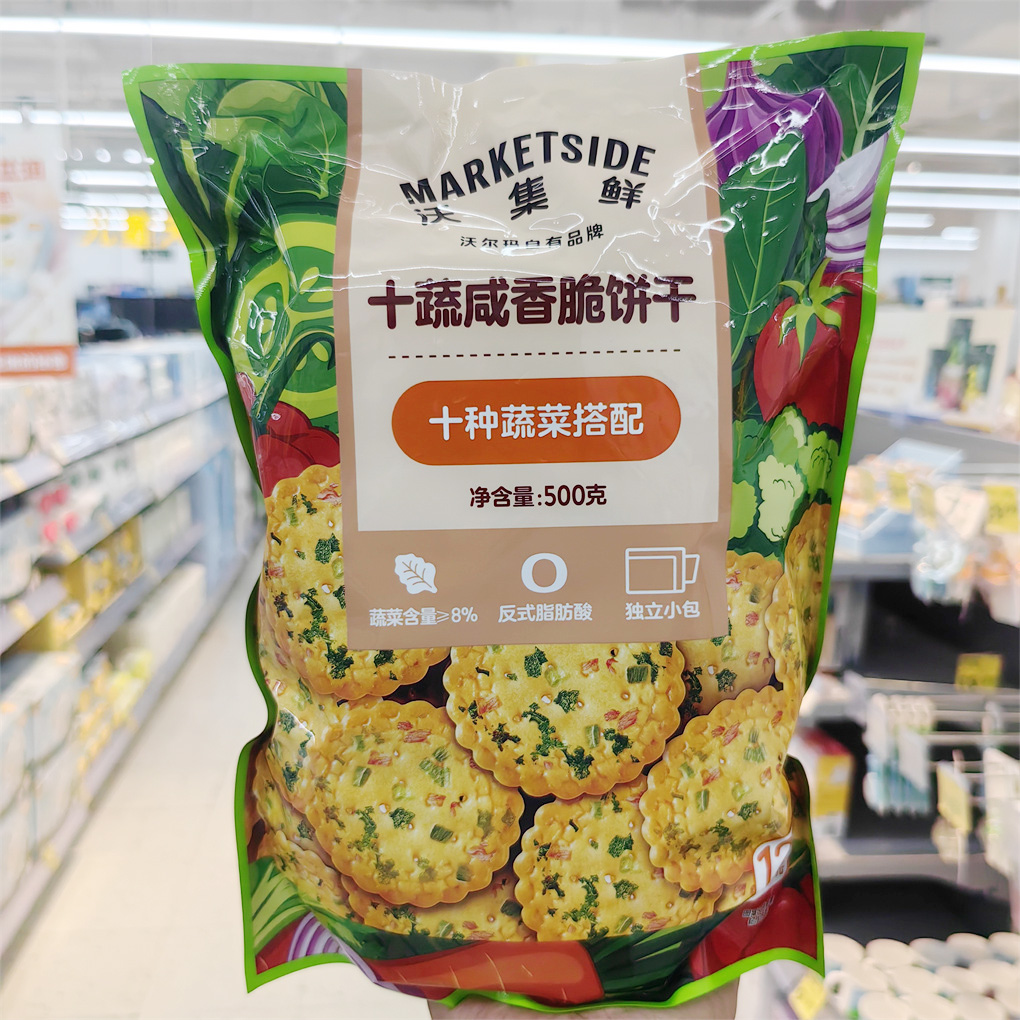 MARKETSIDE
沃集鲜
沃尔玛自有品牌
十蔬咸香脆饼干
十种蔬菜搭配
净含量:500克
蔬菜含量≥8%
0
反式脂肪酸
独立小包